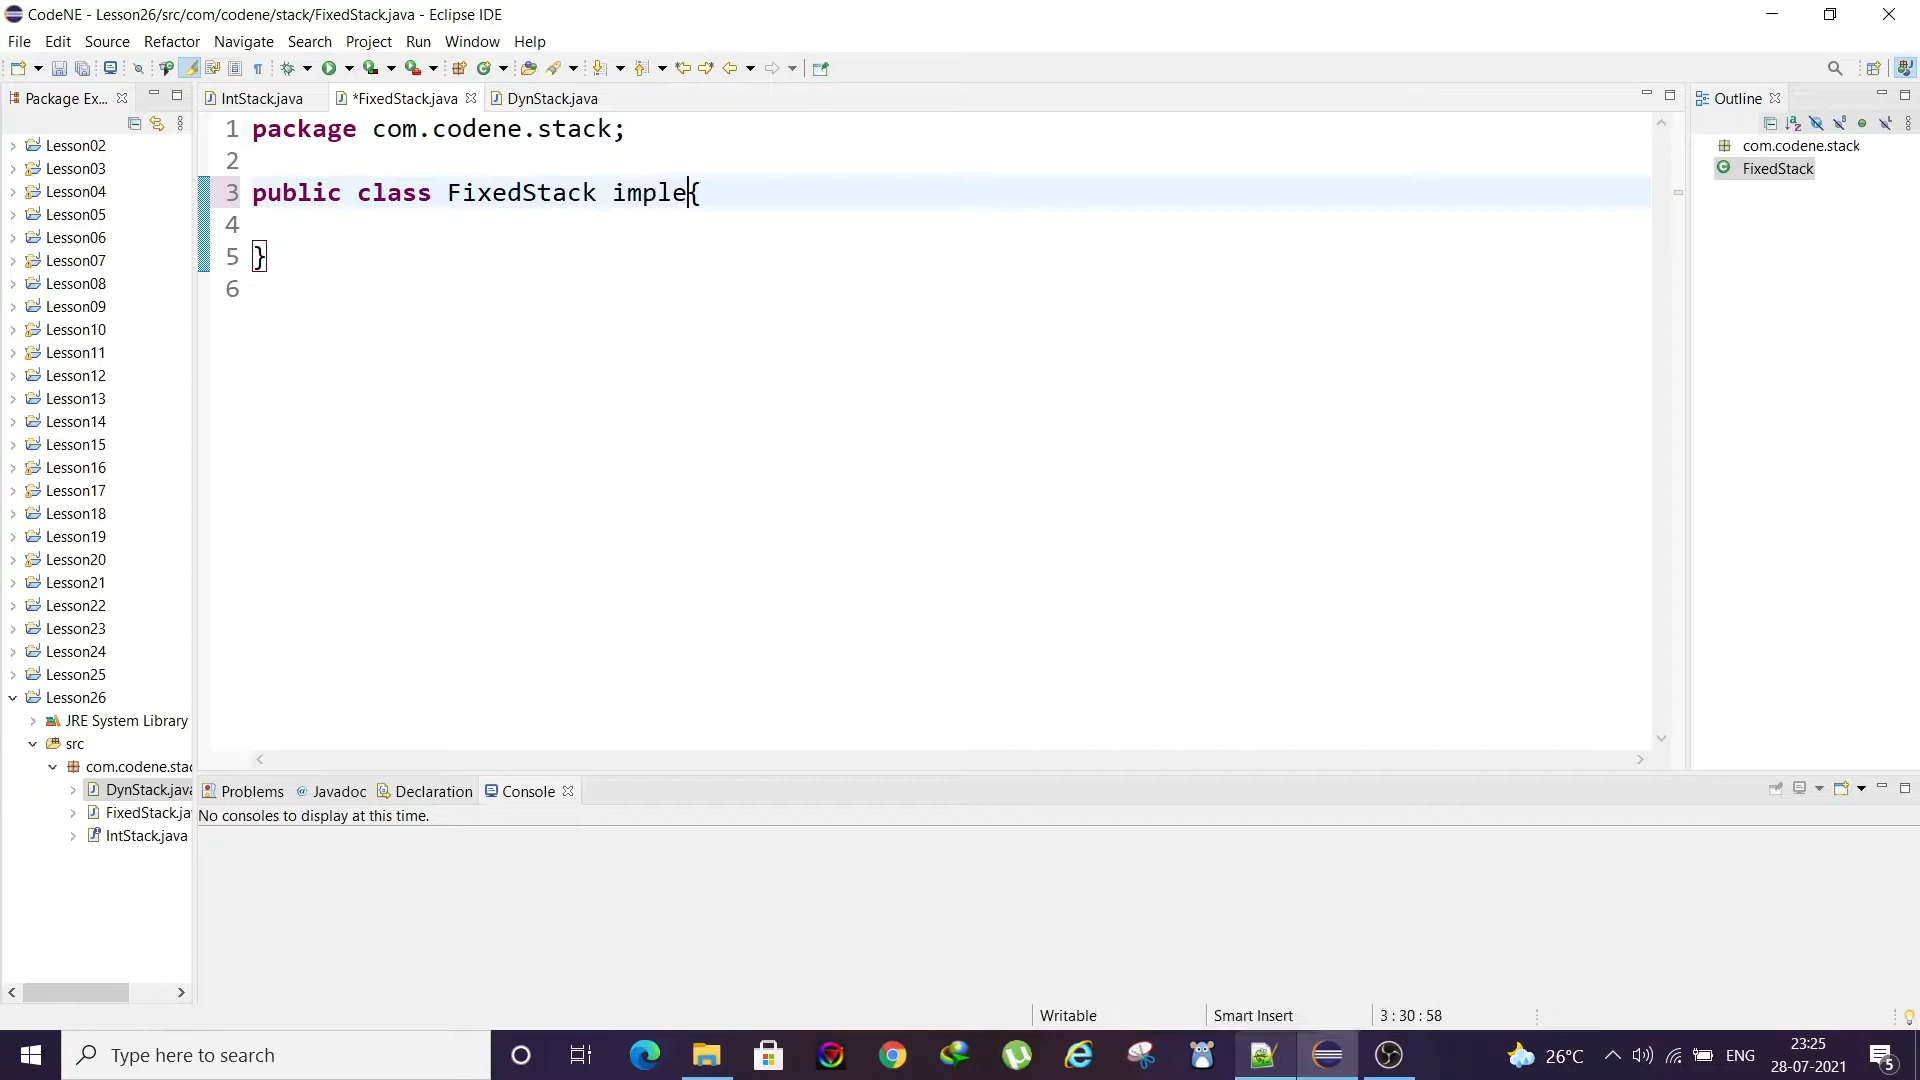 CodeNE - Lesson26/src/com/codene/stack/FixedStack.java - Eclipse IDE
File Edit Source Refactor Navigate Search Project Run Window Help
Package Ex...
IntStack.java *FixedStack.java DynStack.java
Outline
Lesson02
Lesson03
Lesson04
Lesson05
Lesson06
Lesson07
Lesson08
Lesson09
Lesson10
Lesson11
Lesson12
Lesson13
Lesson14
Lesson15
Lesson16
Lesson17
Lesson18
Lesson19
Lesson20
Lesson21
Lesson22
Lesson23
Lesson24
Lesson25
Lesson26
JRE System Library
src
com.codene.stac
DynStack.java
FixedStack.ja
IntStack.java
1 package com.codene.stack;
2
3 public class FixedStack imple{
4
5 }
6
com.codene.stack
FixedStack
Problems Javadoc Declaration Console
No consoles to display at this time.
Writable Smart Insert 3 : 30 : 58
Type here to search
26°C ENG 23:25
28-07-2021 5